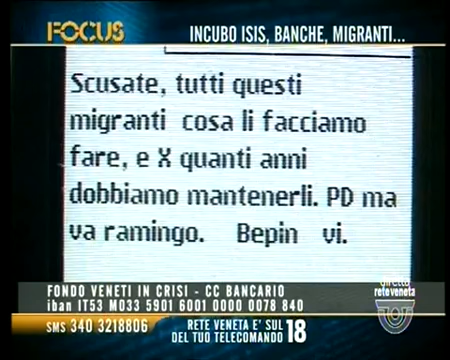 FOCUS
INCUBO ISIS, BANCHE, MIGRANTI...
Scusate, tutti questi
migranti cosa li facciamo
fare, e X quanti anni
dobbiamo mantenerli. PD ma
va ramingo. Bepin vi.
diretta
reteveneta
FONDO VENETI IN CRISI - CC BANCARIO
iban IT53 M033 5901 6001 0000 0078 840
SMS 340 3218806
RETE VENETA E' SUL
DEL TUO TELECOMANDO 18